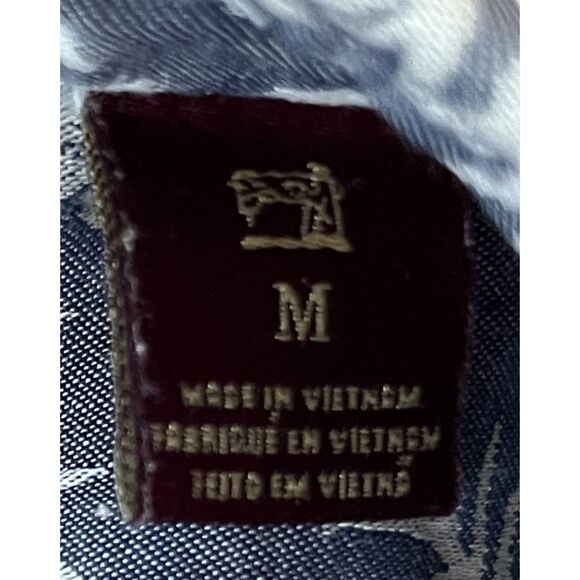 M
MADE IN VIETNAM
FABRIQUÉ EN VIETNAM
FEITO EM VIETNÃ